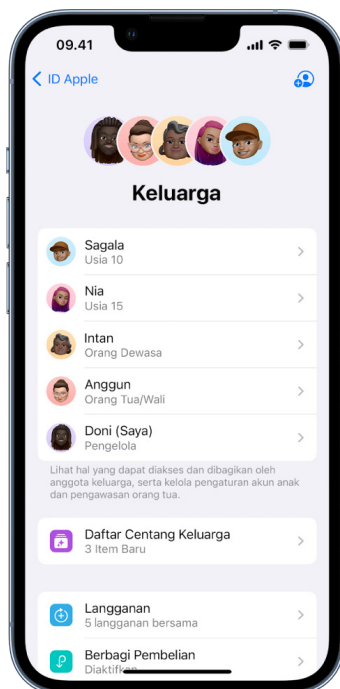 09.41
ID Apple
Keluarga
Sagala
Usia 10
Nia
Usia 15
Intan
Orang Dewasa
Anggun
Orang Tua/Wali
Doni (Saya)
Pengelola
Lihat hal yang dapat diakses dan dibagikan oleh
anggota keluarga, serta kelola pengaturan akun anak
dan pengawasan orang tua.
Daftar Centang Keluarga
3 Item Baru
Langganan
5 langganan bersama
Berbagi Pembelian
Diaktifkan